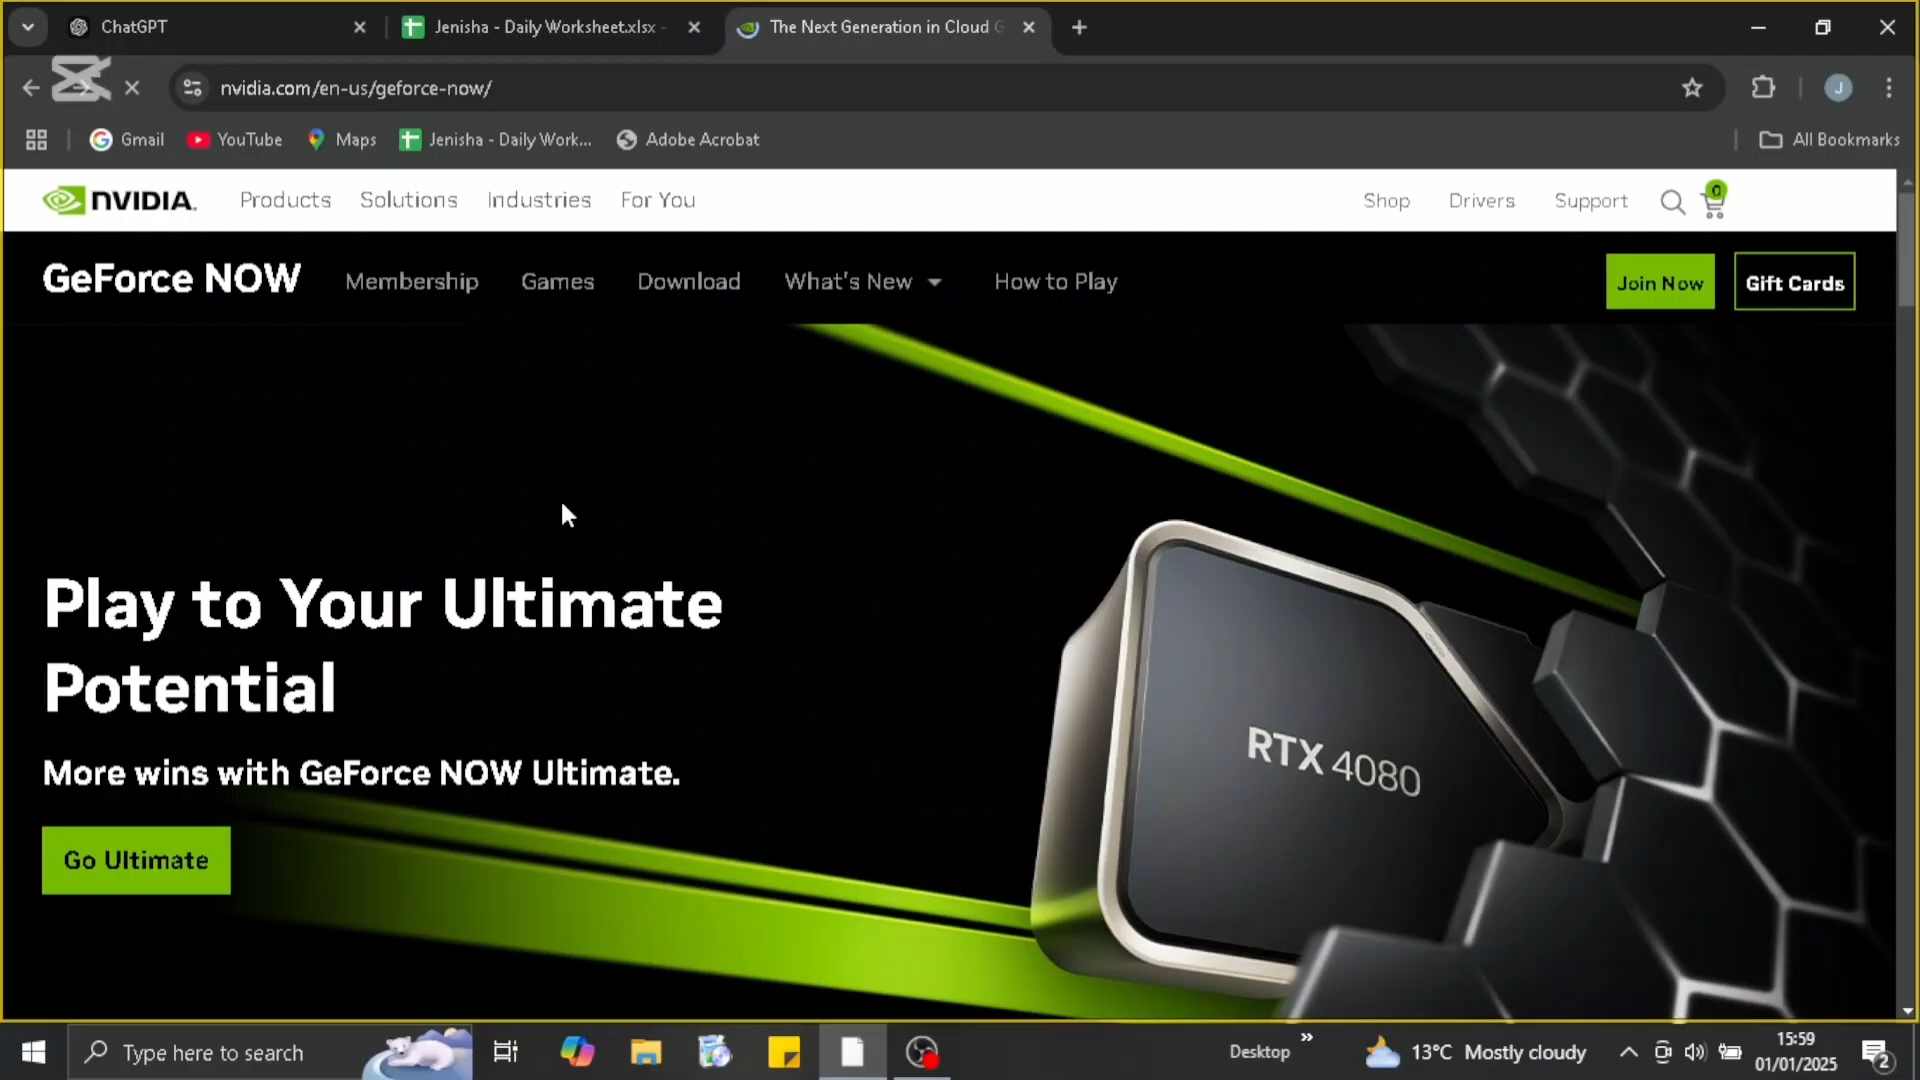 ChatGPT
Jenisha - Daily Worksheet.xlsx -
The Next Generation in Cloud G
nvidia.com/en-us/geforce-now/
J
Gmail
YouTube
Maps
Jenisha - Daily Work...
Adobe Acrobat
All Bookmarks
NVIDIA.
Products
Solutions
Industries
For You
Shop
Drivers
Support
0
GeForce NOW
Membership
Games
Download
What's New
How to Play
Join Now
Gift Cards
Play to Your Ultimate
Potential
More wins with GeForce NOW Ultimate.
Go Ultimate
RTX 4080
Type here to search
Desktop
13°C Mostly cloudy
15:59
01/01/2025
2